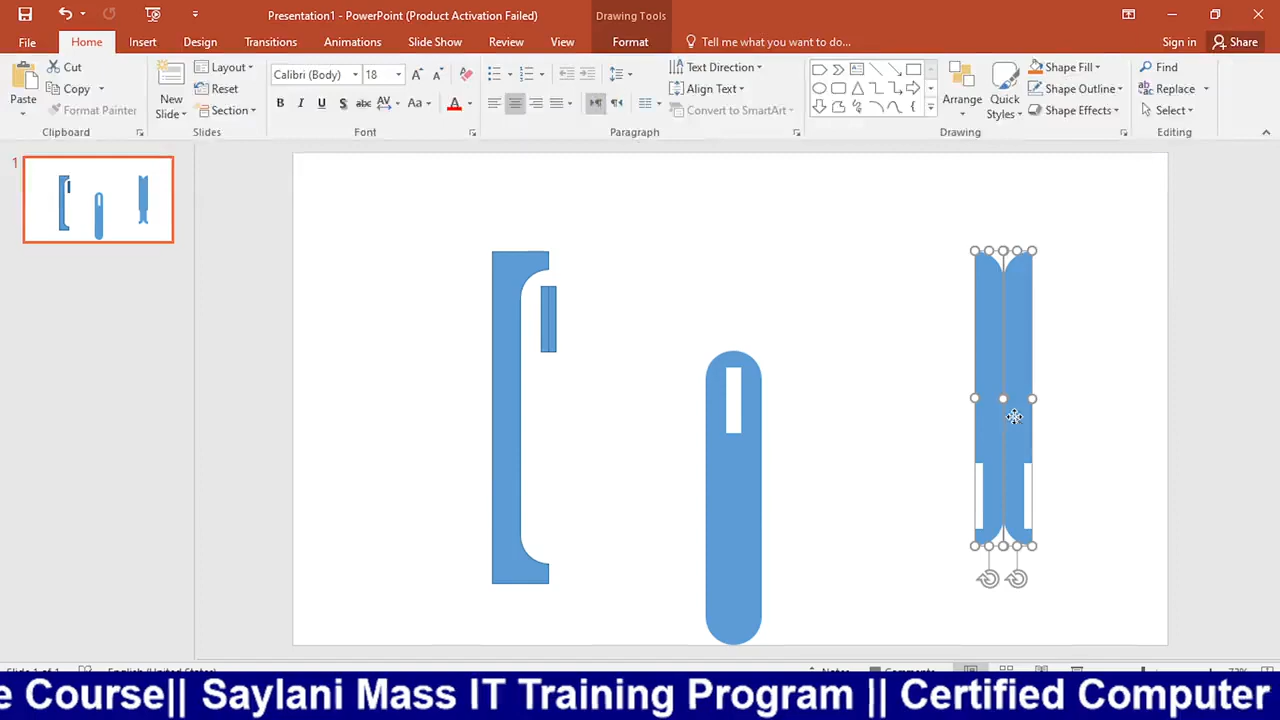 Presentation1 - PowerPoint (Product Activation Failed)
Drawing Tools
File
Home
Insert
Design
Transitions
Animations
Slide Show
Review
View
Format
Tell me what you want to do...
Sign in
Share
Paste
Cut
Copy
Format Painter
Clipboard
New
Slide
Layout
Reset
Section
Slides
Calibri (Body)
18
B I U S abc AV Aa A
Font
Text Direction
Align Text
Convert to SmartArt
Paragraph
Arrange
Quick
Styles
Shape Fill
Shape Outline
Shape Effects
Drawing
Find
Replace
Select
Editing
1
e Course|| Saylani Mass IT Training Program || Certified Computer